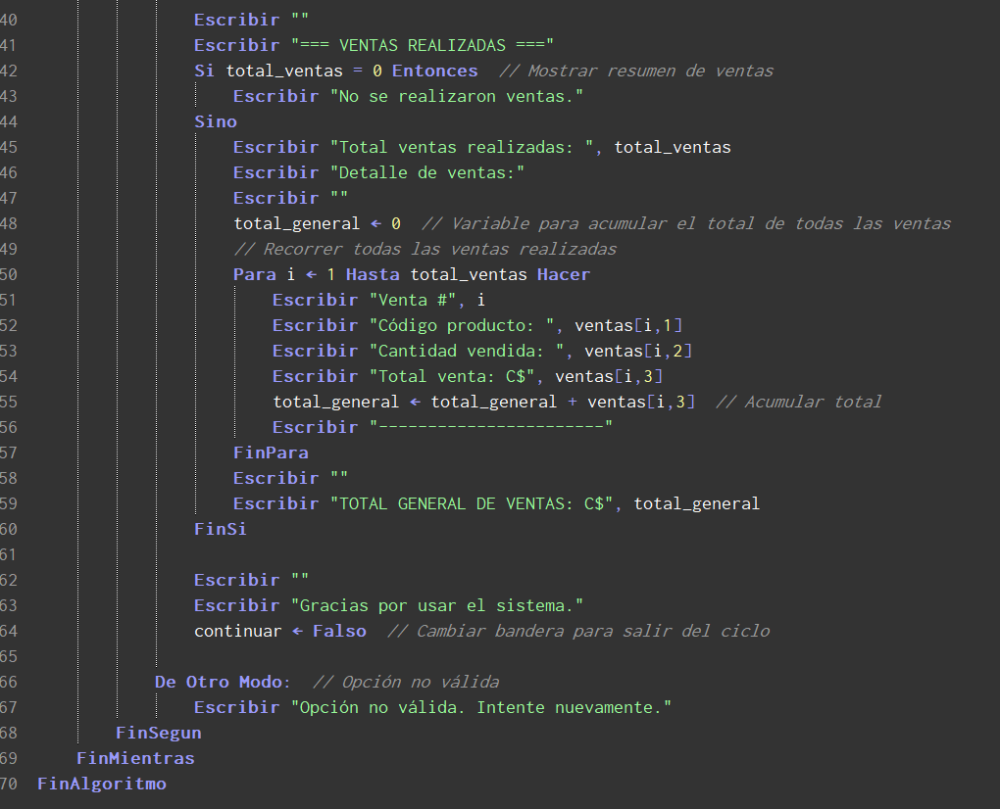 40 Escribir ""
41 Escribir "=== VENTAS REALIZADAS ==="
42 Si total_ventas = 0 Entonces // Mostrar resumen de ventas
43 Escribir "No se realizaron ventas."
44 Sino
45 Escribir "Total ventas realizadas: ", total_ventas
46 Escribir "Detalle de ventas:"
47 Escribir ""
48 total_general ← 0 // Variable para acumular el total de todas las ventas
49 // Recorrer todas las ventas realizadas
50 Para i ← 1 Hasta total_ventas Hacer
51 Escribir "Venta #", i
52 Escribir "Código producto: ", ventas[i,1]
53 Escribir "Cantidad vendida: ", ventas[i,2]
54 Escribir "Total venta: C$", ventas[i,3]
55 total_general ← total_general + ventas[i,3] // Acumular total
56 Escribir "-----------------------"
57 FinPara
58 Escribir ""
59 Escribir "TOTAL GENERAL DE VENTAS: C$", total_general
60 FinSi
61
62 Escribir ""
63 Escribir "Gracias por usar el sistema."
64 continuar ← Falso // Cambiar bandera para salir del ciclo
65
66 De Otro Modo: // Opción no válida
67 Escribir "Opción no válida. Intente nuevamente."
68 FinSegun
69 FinMientras
70 FinAlgoritmo